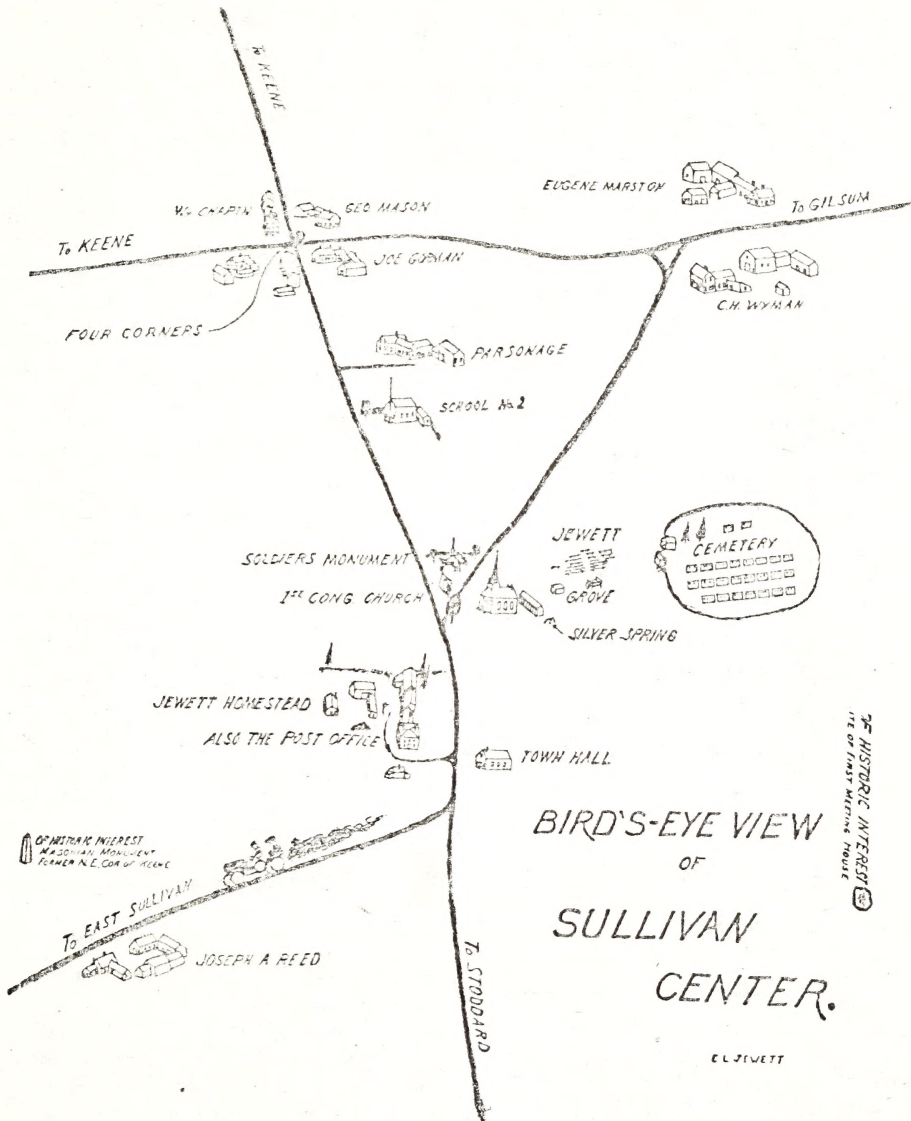 To KEENE
EUGENE MARSTON
To GILSUM
CHAPIN
GEO. MASON
To KEENE
JOE
C.H. WYMAN
FOUR CORNERS
PARSONAGE
SCHOOL No 2
JEWETT
GROVE
CEMETERY
SOLDIERS MONUMENT
1ST CONG. CHURCH
SILVER SPRING
JEWETT HOMESTEAD
ALSO THE POST OFFICE
TOWN HALL
OF HISTORIC INTEREST
ITE OF FIRST MEETING HOUSE
OF HISTORIC INTEREST
MASONIAN MONUMENT
FORMER N.E. COR OF KEENE
To EAST SULLIVAN
JOSEPH A REED
To STODDARD
BIRD'S-EYE VIEW
OF
SULLIVAN
CENTER.
E L JEWETT